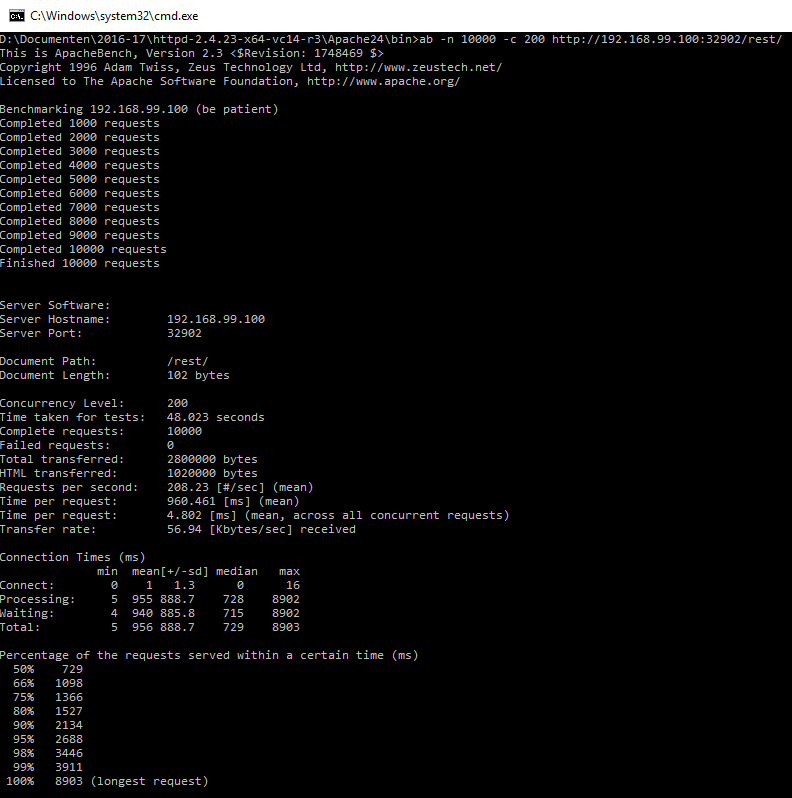 C:\Windows\system32\cmd.exe
D:\Documenten\2016-17\httpd-2.4.23-x64-vc14-r3\Apache24\bin>ab -n 10000 -c 200 http://192.168.99.100:32902/rest/
This is ApacheBench, Version 2.3 <$Revision: 1748469 $>
Copyright 1996 Adam Twiss, Zeus Technology Ltd, http://www.zeustech.net/
Licensed to The Apache Software Foundation, http://www.apache.org/

Benchmarking 192.168.99.100 (be patient)
Completed 1000 requests
Completed 2000 requests
Completed 3000 requests
Completed 4000 requests
Completed 5000 requests
Completed 6000 requests
Completed 7000 requests
Completed 8000 requests
Completed 9000 requests
Completed 10000 requests
Finished 10000 requests


Server Software:
Server Hostname:        192.168.99.100
Server Port:            32902

Document Path:          /rest/
Document Length:        102 bytes

Concurrency Level:      200
Time taken for tests:   48.023 seconds
Complete requests:      10000
Failed requests:        0
Total transferred:      2800000 bytes
HTML transferred:       1020000 bytes
Requests per second:    208.23 [#/sec] (mean)
Time per request:       960.461 [ms] (mean)
Time per request:       4.802 [ms] (mean, across all concurrent requests)
Transfer rate:          56.94 [Kbytes/sec] received

Connection Times (ms)
              min  mean[+/-sd] median   max
Connect:        0    1   1.3      0      16
Processing:     5  955 888.7    728    8902
Waiting:        4  940 885.8    715    8902
Total:          5  956 888.7    729    8903

Percentage of the requests served within a certain time (ms)
  50%    729
  66%   1098
  75%   1366
  80%   1527
  90%   2134
  95%   2688
  98%   3446
  99%   3911
 100%   8903 (longest request)